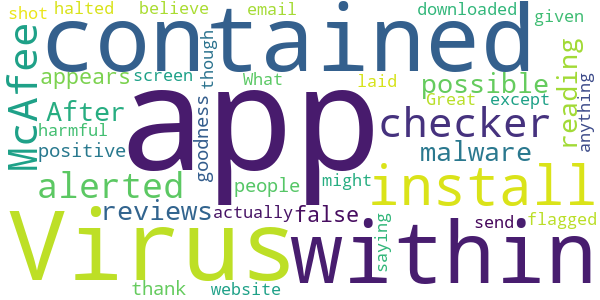 shot halted believe email downloaded given
contained
McAfee
though
appears screen What laid possible
reading
Great except
anything
After
app
checker
harmful
goodness
positive
malware
alerted people might install
Virus
reviews actually false
saying
send flagged
within
thank website